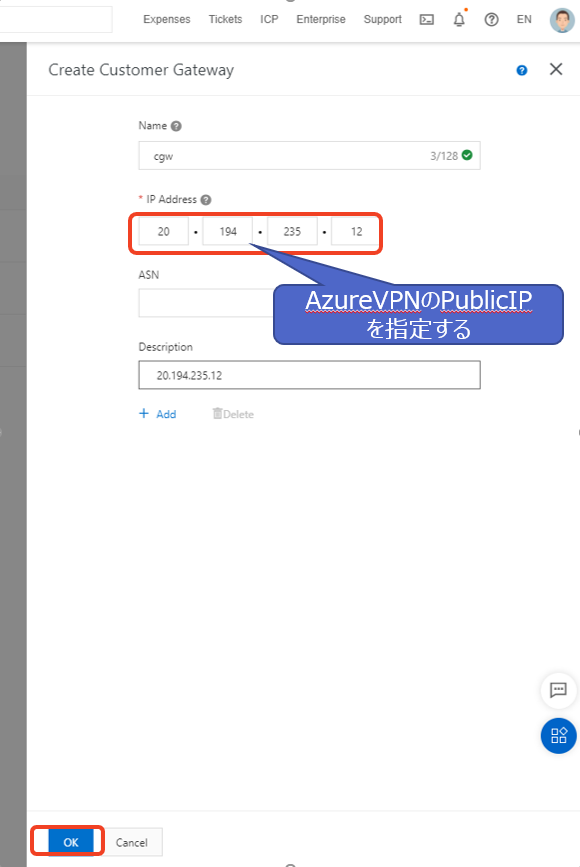 Expenses Tickets ICP Enterprise Support EN
Create Customer Gateway
Name
cgw 3/128
* IP Address
20 • 194 • 235 • 12
ASN
AzureVPNのPublicIP
を指定する
Description
20.194.235.12
+ Add Delete
OK Cancel